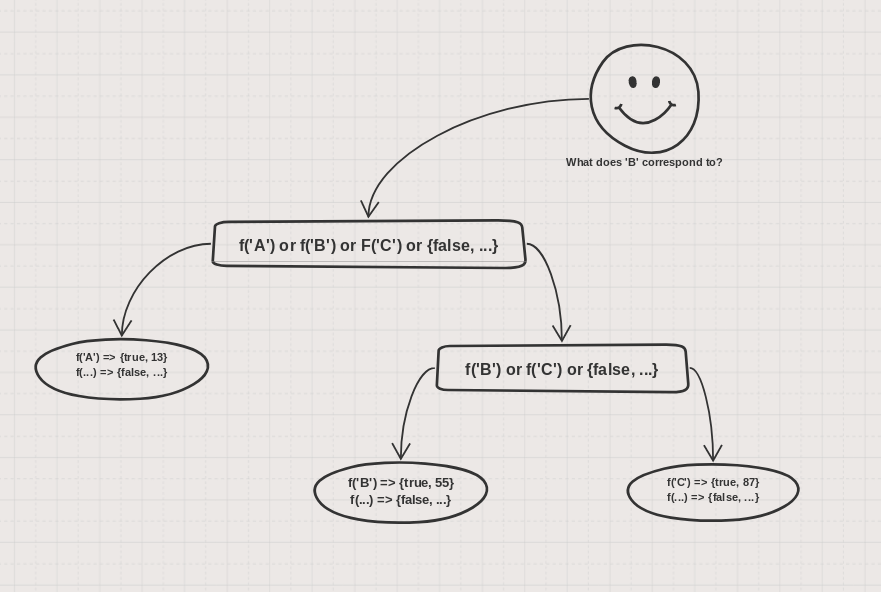 What does 'B' correspond to?
f('A') or f('B') or F('C') or {false, ...}
f('A') => {true, 13}
f(...) => {false, ...}
f('B') or f('C') or {false, ...}
f('B') => {true, 55}
f(...) => {false, ...}
f('C') => {true, 87}
f(...) => {false, ...}